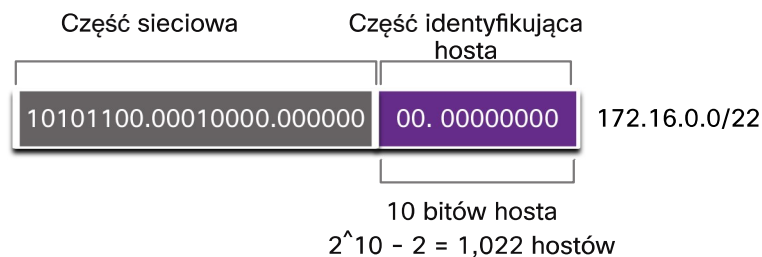 Część sieciowa
Część identyfikująca
hosta
10101100.00010000.000000 00. 00000000 172.16.0.0/22
10 bitów hosta
2^10 - 2 = 1,022 hostów